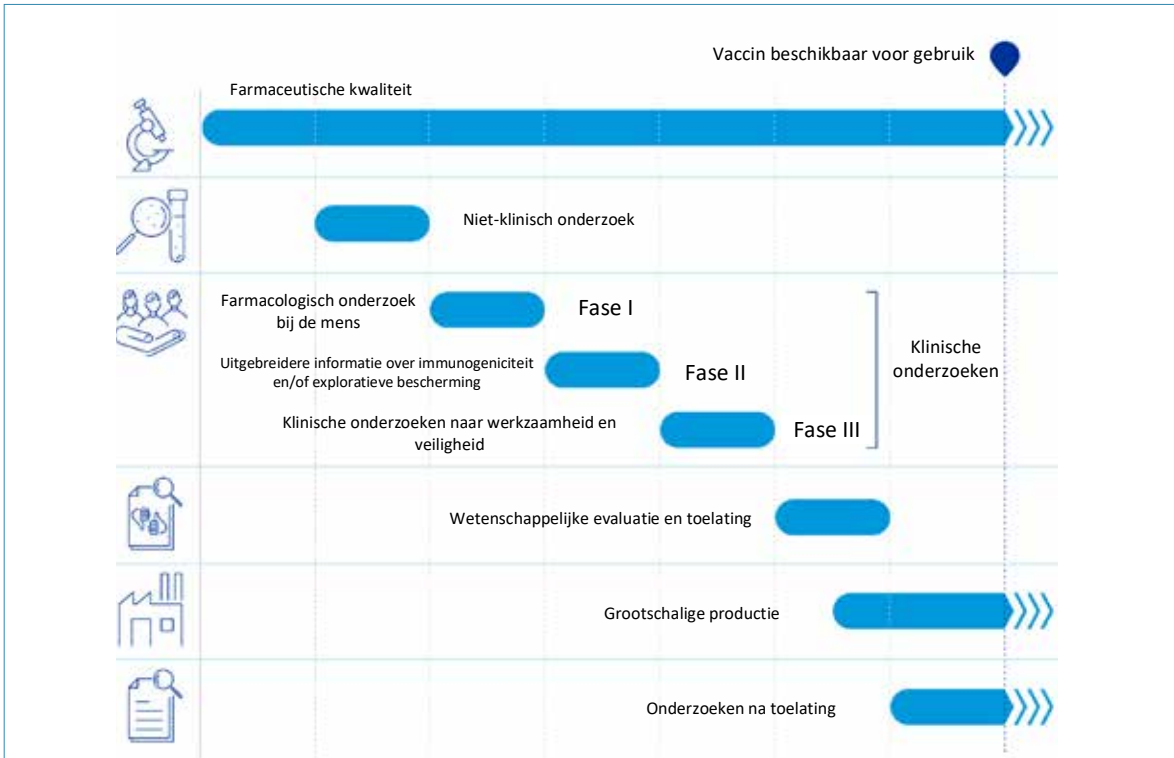 Vaccin beschikbaar voor gebruik
Farmaceutische kwaliteit
Niet-klinisch onderzoek
Farmacologisch onderzoek
bij de mens
Fase I
Uitgebreidere informatie over immunogeniciteit
en/of exploratieve bescherming
Fase II
Klinische onderzoeken naar werkzaamheid en
veiligheid
Fase III
Klinische
onderzoeken
Wetenschappelijke evaluatie en toelating
Grootschalige productie
Onderzoeken na toelating